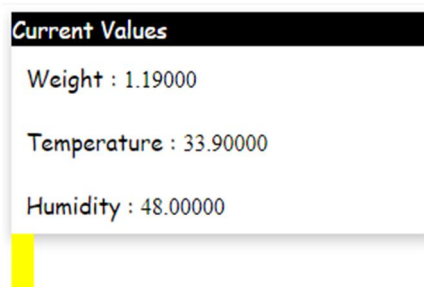 Current Values
Weight : 1.19000
Temperature : 33.90000
Humidity : 48.00000